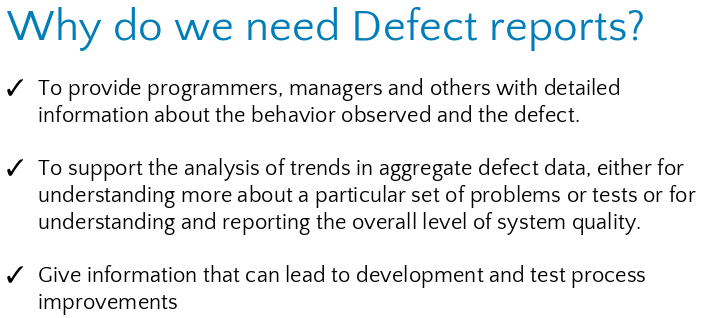 Why do we need Defect reports?
✓ To provide programmers, managers and others with detailed
information about the behavior observed and the defect.
✓ To support the analysis of trends in aggregate defect data, either for
understanding more about a particular set of problems or tests or for
understanding and reporting the overall level of system quality.
✓ Give information that can lead to development and test process
improvements